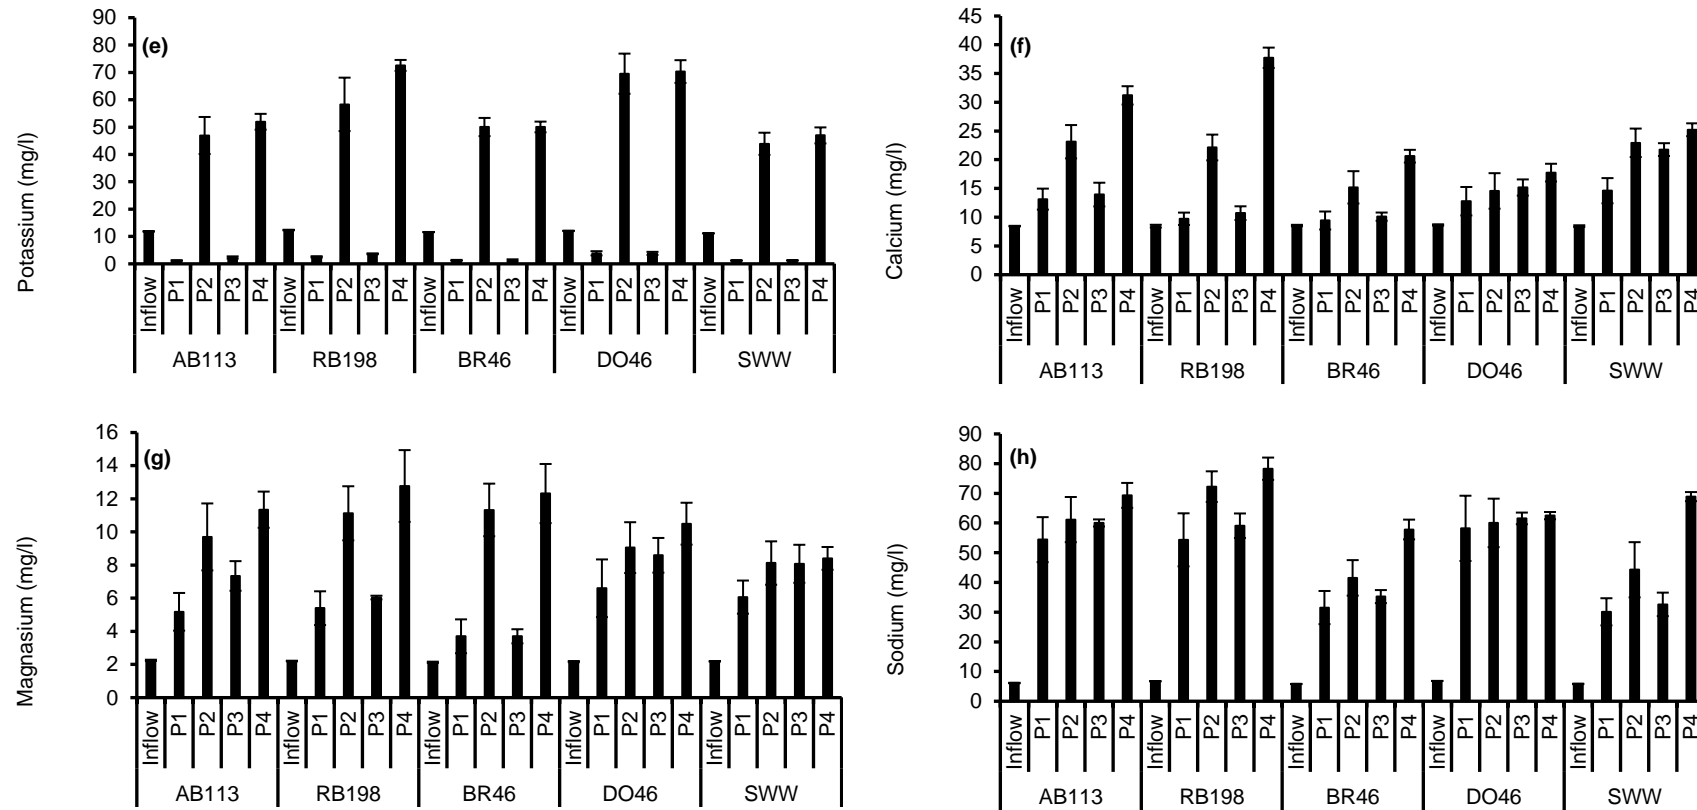 (e)
Potassium (mg/l)
90
80
70
60
50
40
30
20
10
0
Inflow P1 P2 P3 P4 Inflow P1 P2 P3 P4 Inflow P1 P2 P3 P4 Inflow P1 P2 P3 P4 Inflow P1 P2 P3 P4
AB113 RB198 BR46 DO46 SWW
(f)
Calcium (mg/l)
45
40
35
30
25
20
15
10
5
0
Inflow P1 P2 P3 P4 Inflow P1 P2 P3 P4 Inflow P1 P2 P3 P4 Inflow P1 P2 P3 P4 Inflow P1 P2 P3 P4
AB113 RB198 BR46 DO46 SWW
(g)
Magnasium (mg/l)
16
14
12
10
8
6
4
2
0
Inflow P1 P2 P3 P4 Inflow P1 P2 P3 P4 Inflow P1 P2 P3 P4 Inflow P1 P2 P3 P4 Inflow P1 P2 P3 P4
AB113 RB198 BR46 DO46 SWW
(h)
Sodium (mg/l)
90
80
70
60
50
40
30
20
10
0
Inflow P1 P2 P3 P4 Inflow P1 P2 P3 P4 Inflow P1 P2 P3 P4 Inflow P1 P2 P3 P4 Inflow P1 P2 P3 P4
AB113 RB198 BR46 DO46 SWW